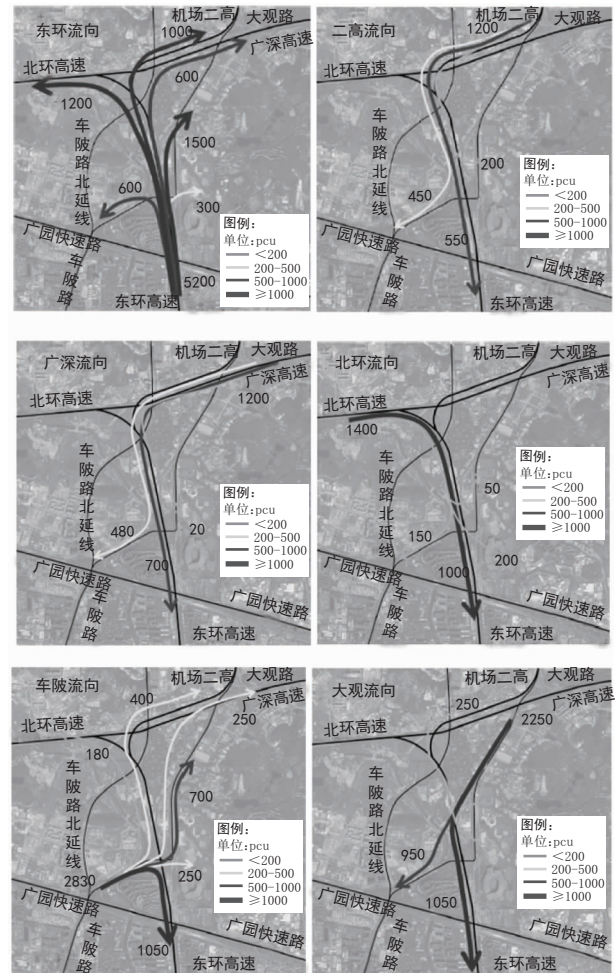 东环流向
机场二高
大观路
广深高速
北环高速
1000
600
1200
1500
车陂路北延线
600
300
广园快速路
车陂路
5200
东环高速
图例:
单位:pcu
<200
200-500
500-1000
≥1000
二高流向
机场二高
大观路
1200
广深高速
北环高速
车陂路北延线
200
450
550
广园快速路
车陂路
东环高速
图例:
单位:pcu
<200
200-500
500-1000
≥1000
广深流向
机场二高
大观路
广深高速
1200
北环高速
车陂路北延线
480
20
700
广园快速路
车陂路
广园快速路
东环高速
图例:
单位:pcu
<200
200-500
500-1000
≥1000
北环流向
机场二高
大观路
广深高速
北环高速
1400
车陂路北延线
50
150
200
1000
广园快速路
车陂路
广园快速路
东环高速
图例:
单位:pcu
<200
200-500
500-1000
≥1000
车陂流向
机场二高
大观路
400
250
广深高速
北环高速
180
车陂路北延线
700
250
2830
广园快速路
车陂路
1050
东环高速
图例:
单位:pcu
<200
200-500
500-1000
≥1000
大观流向
机场二高
大观路
250
广深高速
2250
北环高速
车陂路北延线
950
1050
广园快速路
车陂路
东环高速
图例:
单位:pcu
<200
200-500
500-1000
≥1000